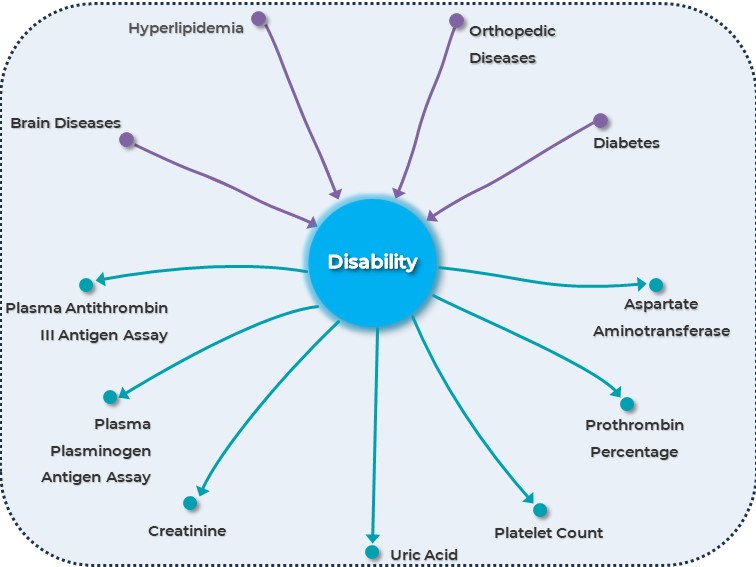 Hyperlipidemia
Orthopedic
Diseases
Brain Diseases
Diabetes
Disability
Plasma Antithrombin
III Antigen Assay
Aspartate
Aminotransferase
Plasma
Plasminogen
Antigen Assay
Prothrombin
Percentage
Creatinine
Platelet Count
Uric Acid